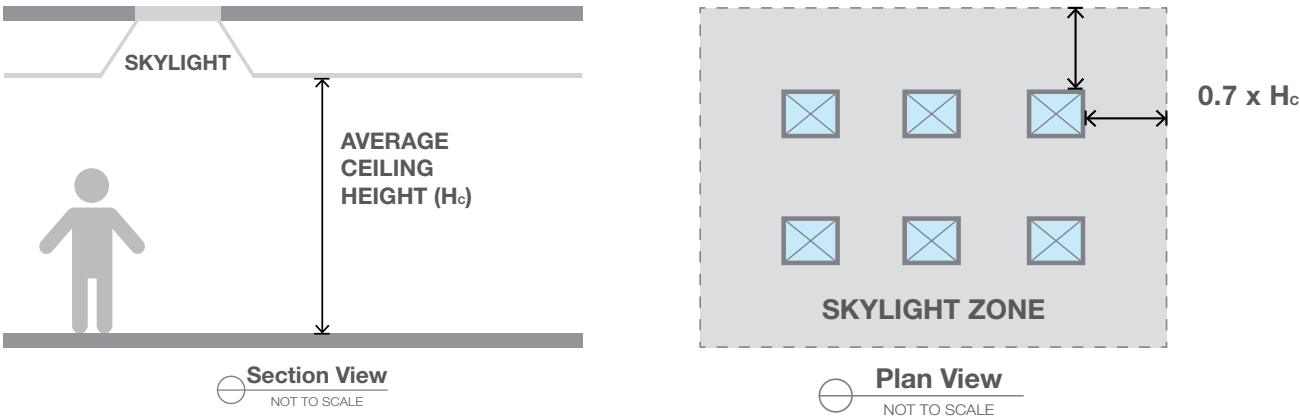 SKYLIGHT
AVERAGE
CEILING
HEIGHT (Hc)
Section View
NOT TO SCALE
0.7 x Hc
SKYLIGHT ZONE
Plan View
NOT TO SCALE